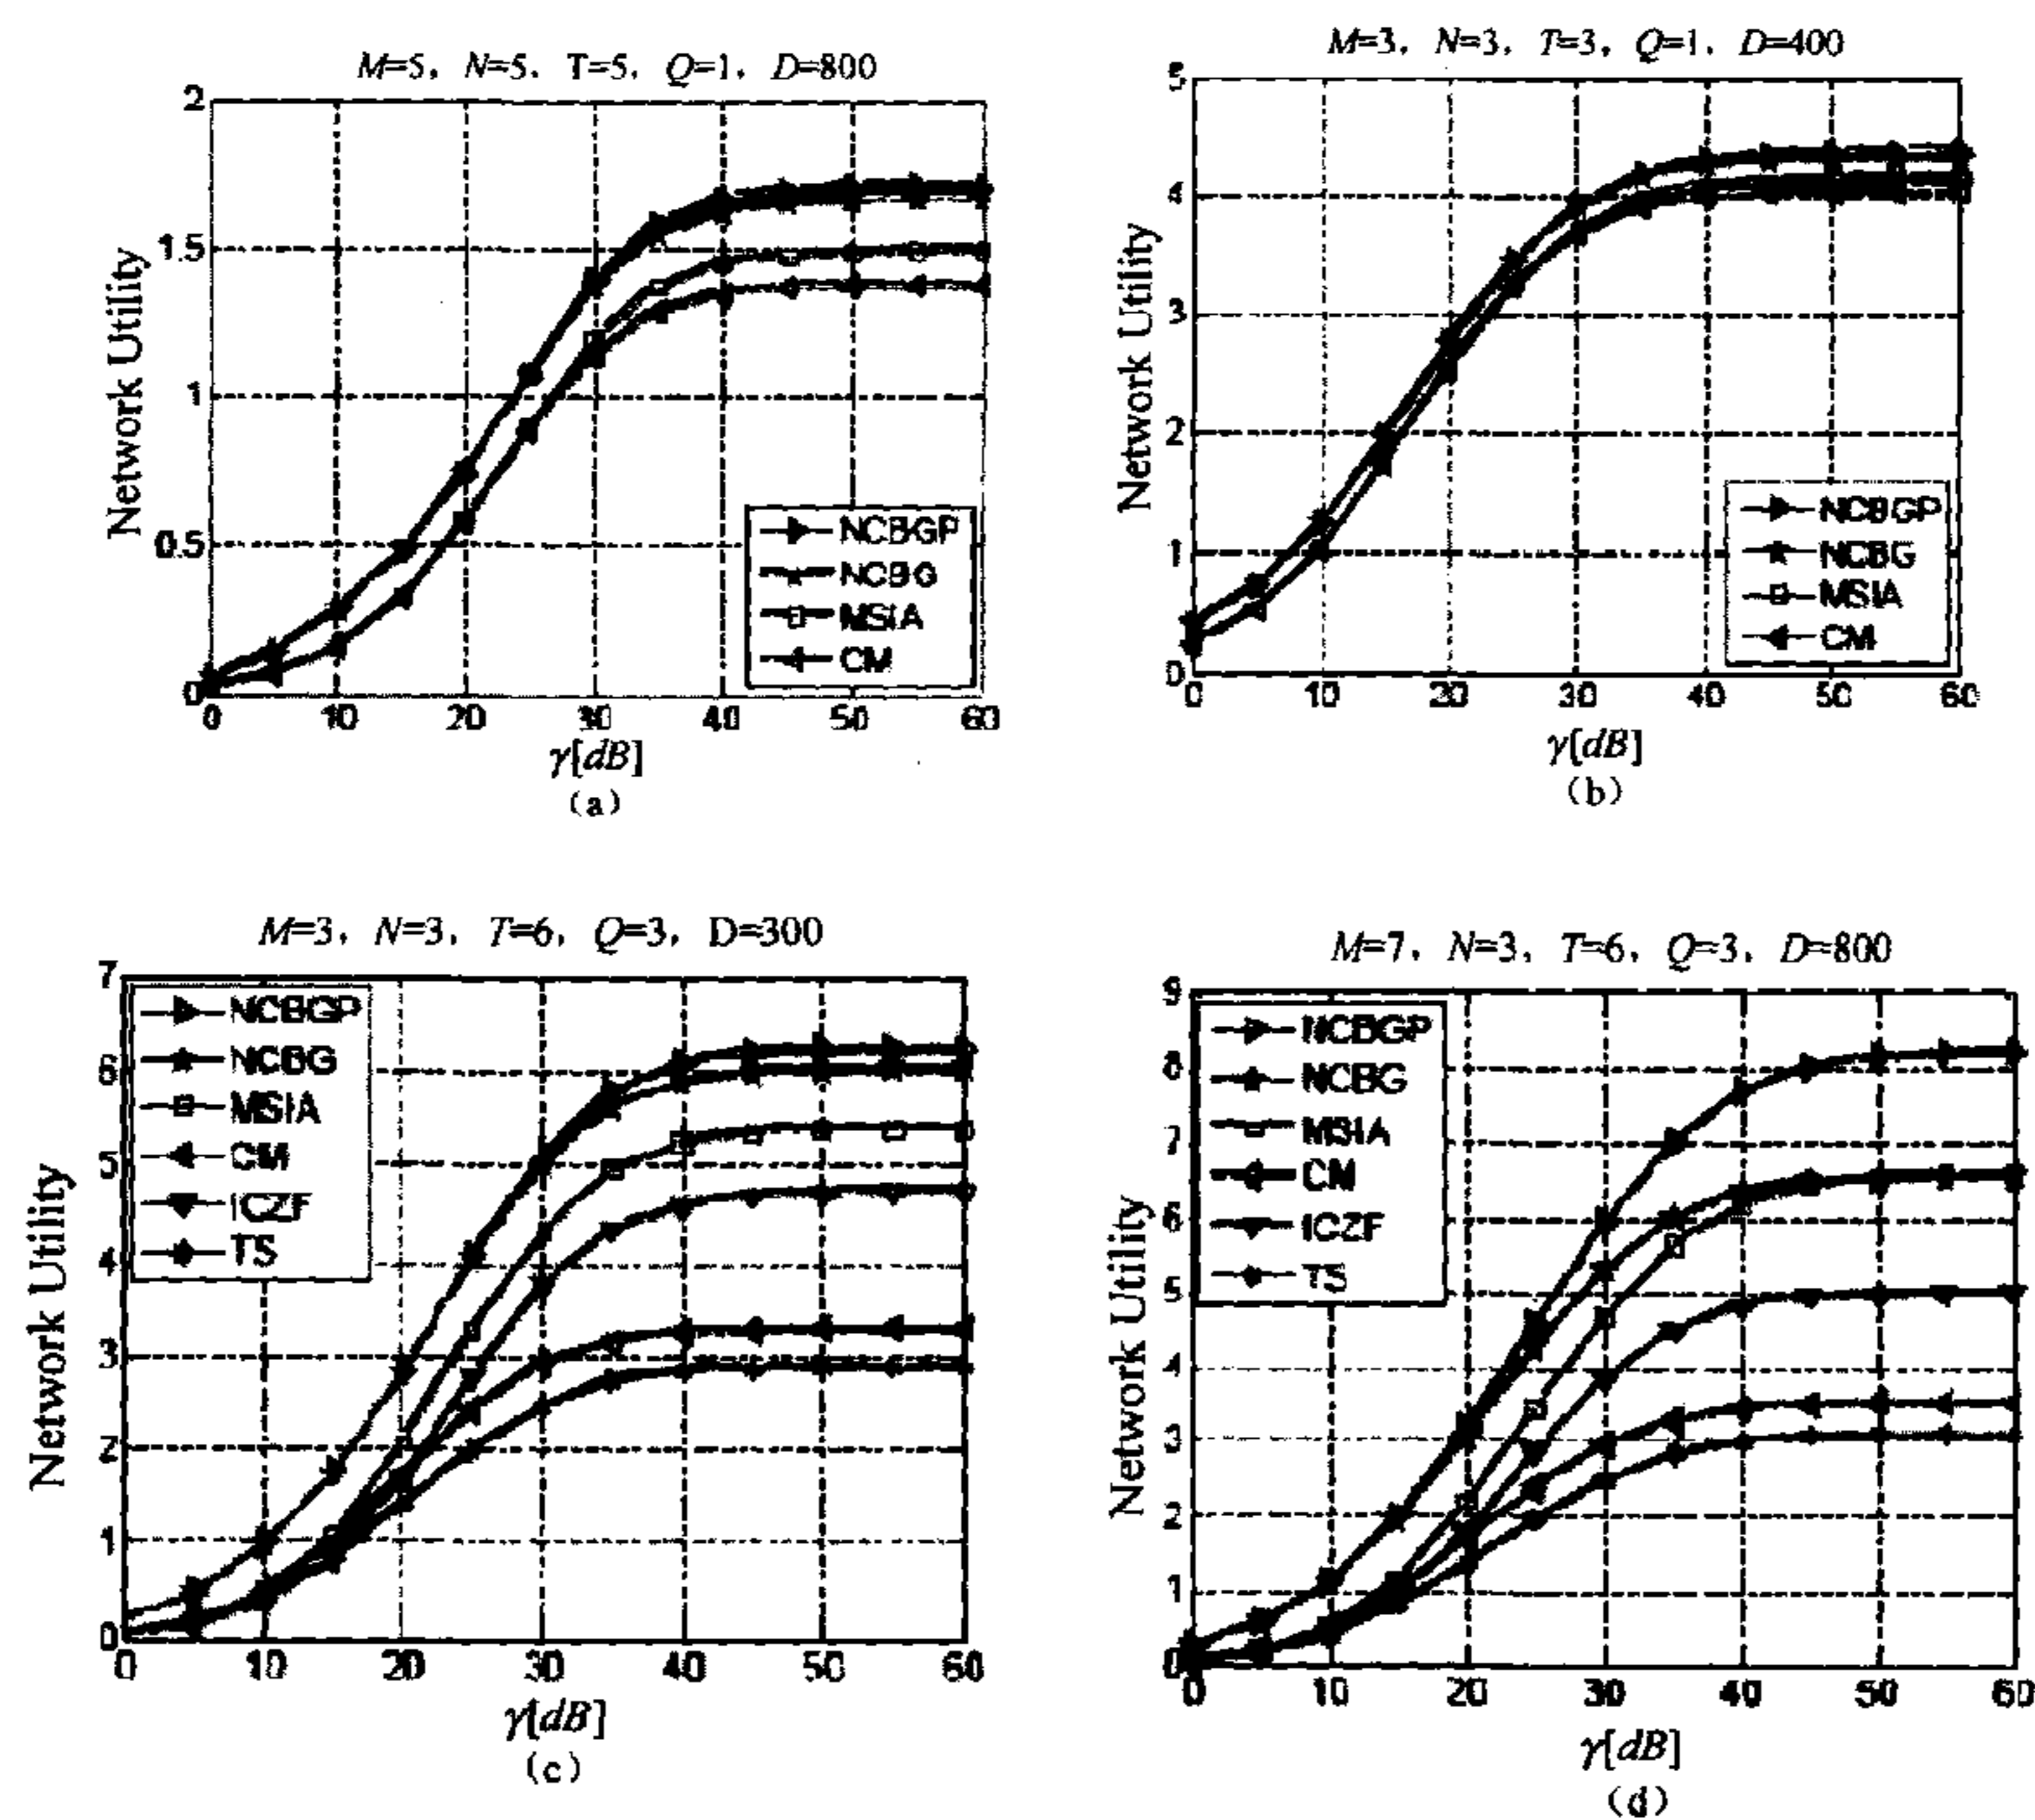 M=5, N=5, T=5, Q=1, D=800
2
1.5
1
0.5
0
Network Utility
NCBGP
NCBG
MSIA
CM
0 10 20 30 40 50 60
γ[dB]
(a)
M=3, N=3, T=3, Q=1, D=400
5
4
3
2
1
0
Network Utility
NCBGP
NCBG
MSIA
CM
0 10 20 30 40 50 60
γ[dB]
(b)
M=3, N=3, T=6, Q=3, D=300
7
6
5
4
3
2
1
0
Network Utility
NCBGP
NCBG
MSIA
CM
ICZF
TS
0 10 20 30 40 50 60
γ[dB]
(c)
M=7, N=3, T=6, Q=3, D=800
9
8
7
6
5
4
3
2
1
0
Network Utility
NCBGP
NCBG
MSIA
CM
ICZF
TS
0 10 20 30 40 50 60
γ[dB]
(d)